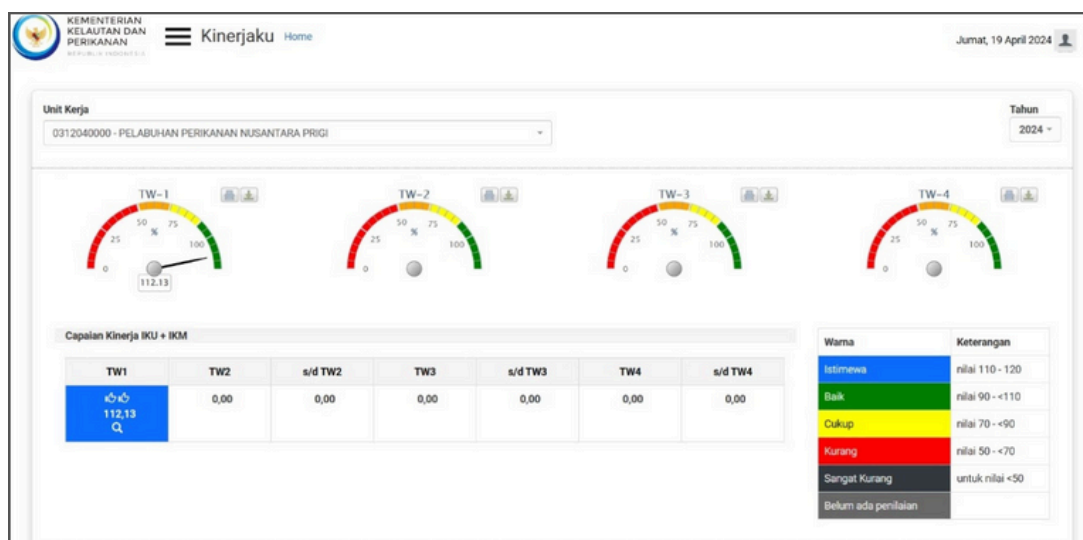 KEMENTERIAN
KELAUTAN DAN
PERIKANAN
REPUBLIK INDONESIA
Kinerjaku Home
Jumat, 19 April 2024
Unit Kerja
Tahun
0312040000 - PELABUHAN PERIKANAN NUSANTARA PRIGI
2024
TW-1
0 25 50 75 100
%
112.13
TW-2
0 25 50 75 100
%
TW-3
0 25 50 75 100
%
TW-4
0 25 50 75 100
%
Capaian Kinerja IKU + IKM
TW1 TW2 s/d TW2 TW3 s/d TW3 TW4 s/d TW4
112,13 0,00 0,00 0,00 0,00 0,00 0,00
Warna Keterangan
Istimewa nilai 110 - 120
Baik nilai 90 - <110
Cukup nilai 70 - <90
Kurang nilai 50 - <70
Sangat Kurang untuk nilai <50
Belum ada penilaian